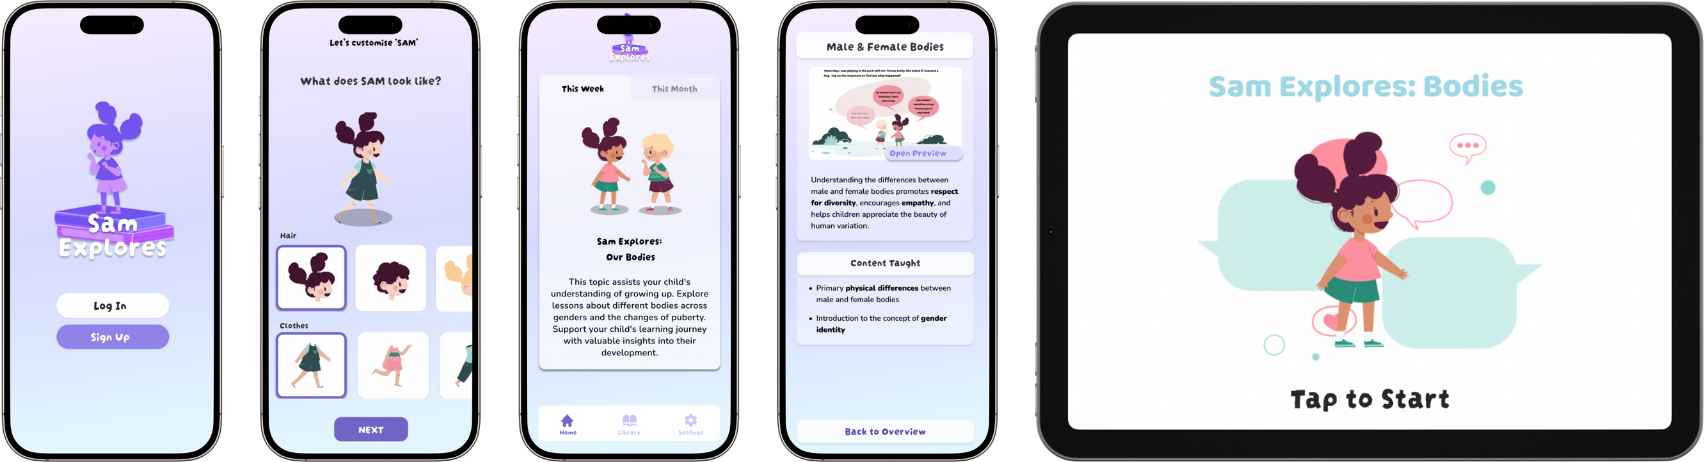 Sam
Explores
Log In
Sign Up
Let's customise 'SAM'
What does SAM look like?
Hair
Clothes
NEXT
Sam
Explores
This Week
This Month
Sam Explores:
Our Bodies
This topic assists your child's
understanding of growing up. Explore
lessons about different bodies across
genders and the changes of puberty.
Support your child's learning journey
with valuable insights into their
development.
Home
Library
Settings
Male & Female Bodies
Open Preview
Understanding the differences between
male and female bodies promotes respect
for diversity, encourages empathy, and
helps children appreciate the beauty of
human variation.
Content Taught
• Primary physical differences between
male and female bodies
• Introduction to the concept of gender
identity
Back to Overview
Sam Explores: Bodies
Tap to Start